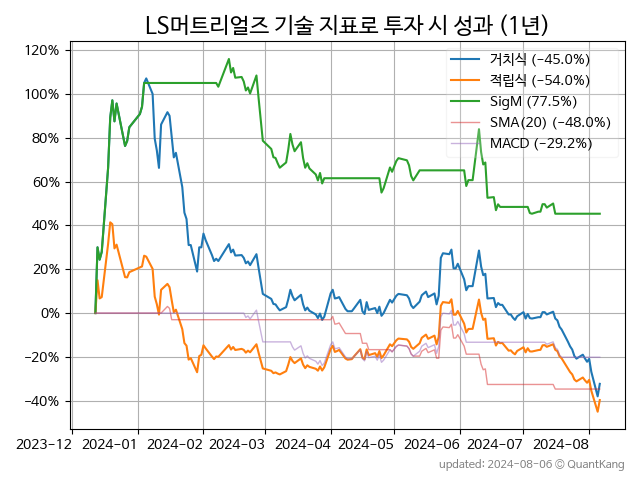 LS머트리얼즈 기술 지표로 투자 시 성과 (1년)
120%
100%
80%
60%
40%
20%
0%
−20%
−40%
거치식 (−45.0%)
적립식 (−54.0%)
SigM (77.5%)
SMA(20) (−48.0%)
MACD (−29.2%)
2023-12 2024-01 2024-02 2024-03 2024-04 2024-05 2024-06 2024-07 2024-08
updated: 2024-08-06 © QuantKang